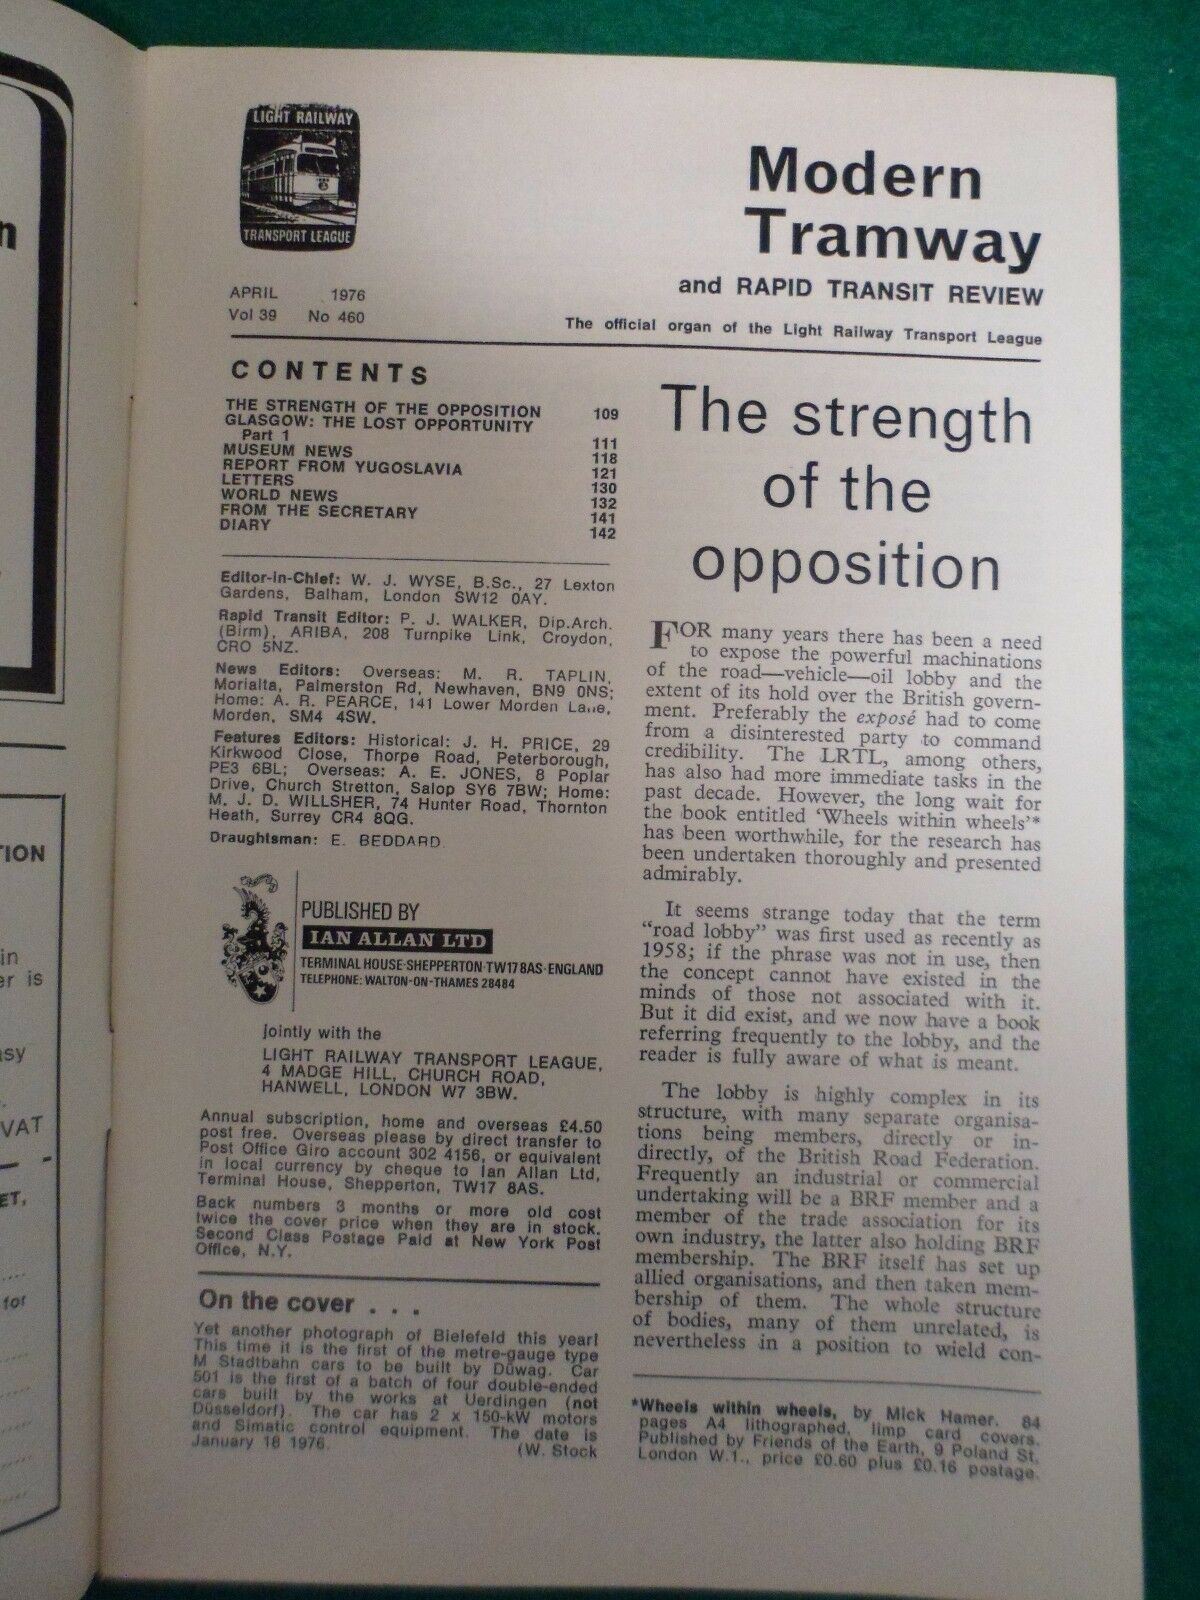 LIGHT RAILWAY
TRANSPORT LEAGUE
Modern
Tramway
and RAPID TRANSIT REVIEW
APRIL 1976
Vol 39 No 460
The official organ of the Light Railway Transport League
CONTENTS
THE STRENGTH OF THE OPPOSITION 109
GLASGOW: THE LOST OPPORTUNITY
Part 1 111
MUSEUM NEWS 118
REPORT FROM YUGOSLAVIA 121
LETTERS 130
WORLD NEWS 132
FROM THE SECRETARY 141
DIARY 142
Editor-in-Chief: W. J. WYSE, B.Sc., 27 Lexton
Gardens, Balham, London SW12 0AY.
Rapid Transit Editor: P. J. WALKER, Dip.Arch.
(Birm), ARIBA, 208 Turnpike Link, Croydon,
CRO 5NZ.
News Editors: Overseas: M. R. TAPLIN,
Morialta, Palmerston Rd, Newhaven, BN9 0NS;
Home: A. R. PEARCE, 141 Lower Morden Lane,
Morden, SM4 4SW.
Features Editors: Historical: J. H. PRICE, 29
Kirkwood Close, Thorpe Road, Peterborough,
PE3 6BL; Overseas: A. E. JONES, 8 Poplar
Drive, Church Stretton, Salop SY6 7BW; Home:
M. J. D. WILLSHER, 74 Hunter Road, Thornton
Heath, Surrey CR4 8QG.
Draughtsman: E. BEDDARD
PUBLISHED BY
IAN ALLAN LTD
TERMINAL HOUSE·SHEPPERTON·TW17 8AS·ENGLAND
TELEPHONE: WALTON-ON-THAMES 28484
jointly with the
LIGHT RAILWAY TRANSPORT LEAGUE,
4 MADGE HILL, CHURCH ROAD,
HANWELL, LONDON W7 3BW.
Annual subscription, home and overseas £4.50
post free. Overseas please by direct transfer to
Post Office Giro account 302 4156, or equivalent
in local currency by cheque to Ian Allan Ltd,
Terminal House, Shepperton, TW17 8AS.
Back numbers 3 months or more old cost
twice the cover price when they are in stock.
Second Class Postage Paid at New York Post
Office, N.Y.
On the cover . . .
Yet another photograph of Bielefeld this year!
This time it is the first of the metre-gauge type
M Stadtbahn cars to be built by Düwag. Car
501 is the first of a batch of four double-ended
cars built by the works at Uerdingen (not
Düsseldorf). The car has 2 x 150-kW motors
and Simatic control equipment. The date is
January 18 1976. (W. Stock
The strength
of the
opposition
FOR many years there has been a need
to expose the powerful machinations
of the road—vehicle—oil lobby and the
extent of its hold over the British govern-
ment. Preferably the exposé had to come
from a disinterested party to command
credibility. The LRTL, among others,
has also had more immediate tasks in the
past decade. However, the long wait for
the book entitled ‘Wheels within wheels’*
has been worthwhile, for the research has
been undertaken thoroughly and presented
admirably.
It seems strange today that the term
“road lobby” was first used as recently as
1958; if the phrase was not in use, then
the concept cannot have existed in the
minds of those not associated with it.
But it did exist, and we now have a book
referring frequently to the lobby, and the
reader is fully aware of what is meant.
The lobby is highly complex in its
structure, with many separate organisa-
tions being members, directly or in-
directly, of the British Road Federation.
Frequently an industrial or commercial
undertaking will be a BRF member and a
member of the trade association for its
own industry, the latter also holding BRF
membership. The BRF itself has set up
allied organisations, and then taken mem-
bership of them. The whole structure
of bodies, many of them unrelated, is
nevertheless in a position to wield con-
*Wheels within wheels, by Mick Hamer. 84
pages A4 lithographed, limp card covers.
Published by Friends of the Earth, 9 Poland St,
London W.1., price £0.60 plus £0.16 postage.
n
TION
in
er is
asy
VAT
ET,
for